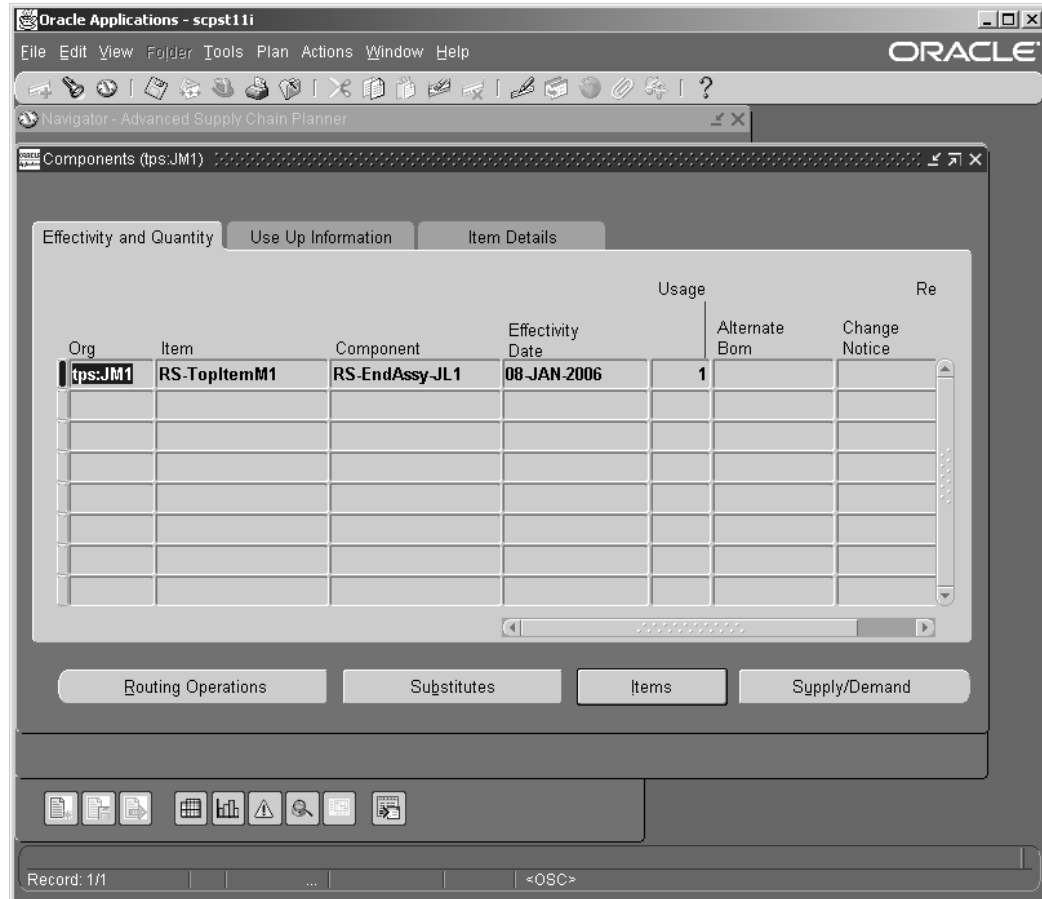 Oracle Applications - scpst11i
File Edit View Folder Tools Plan Actions Window Help
ORACLE
Navigator - Advanced Supply Chain Planner
Components (tps:JM1)
Effectivity and Quantity Use Up Information Item Details
Usage Re
Org Item Component Effectivity Date Alternate Bom Change Notice
tps:JM1 RS-TopItemM1 RS-EndAssy-JL1 08-JAN-2006 1
Routing Operations Substitutes Items Supply/Demand
Record: 1/1 ... <OSC>